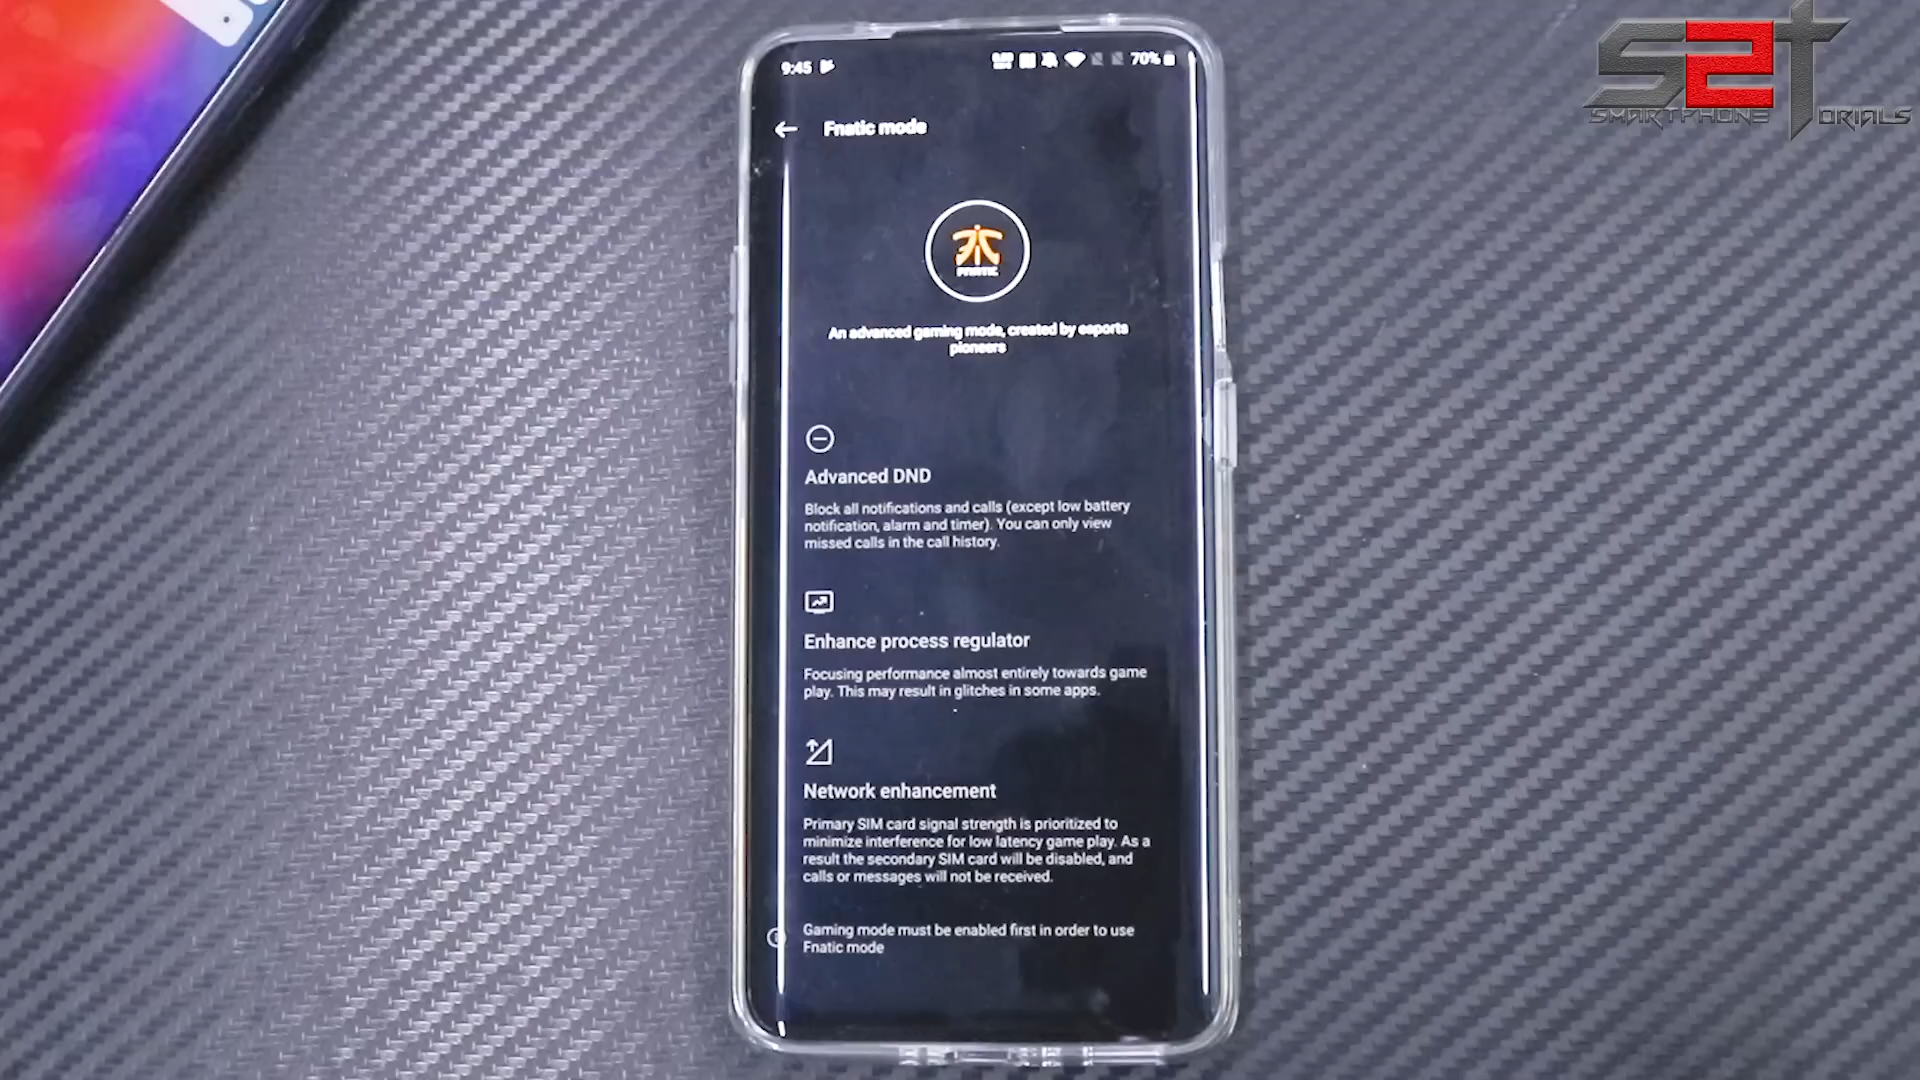 S2T
SMARTPHONE TORIALS
9:45
70%
Fnatic mode
FNATIC
An advanced gaming mode, created by esports
pioneers
Advanced DND
Block all notifications and calls (except low battery
notification, alarm and timer). You can only view
missed calls in the call history.
Enhance process regulator
Focusing performance almost entirely towards game
play. This may result in glitches in some apps.
Network enhancement
Primary SIM card signal strength is prioritized to
minimize interference for low latency game play. As a
result the secondary SIM card will be disabled, and
calls or messages will not be received.
Gaming mode must be enabled first in order to use
Fnatic mode